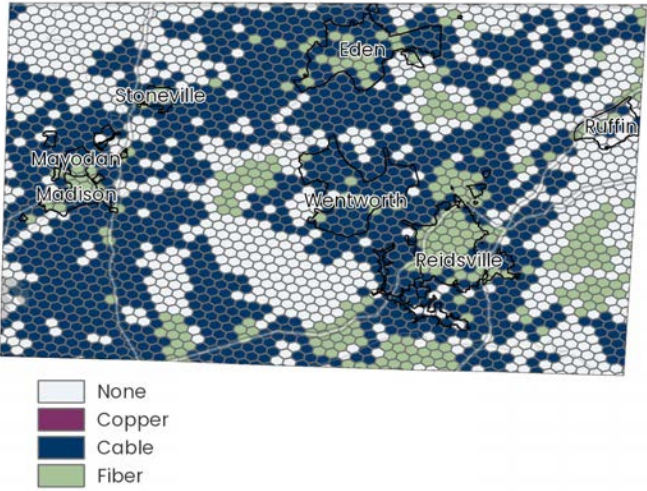 Eden
Stoneville
Ruffin
Mayodan
Madison
Wentworth
Reidsville
None
Copper
Cable
Fiber